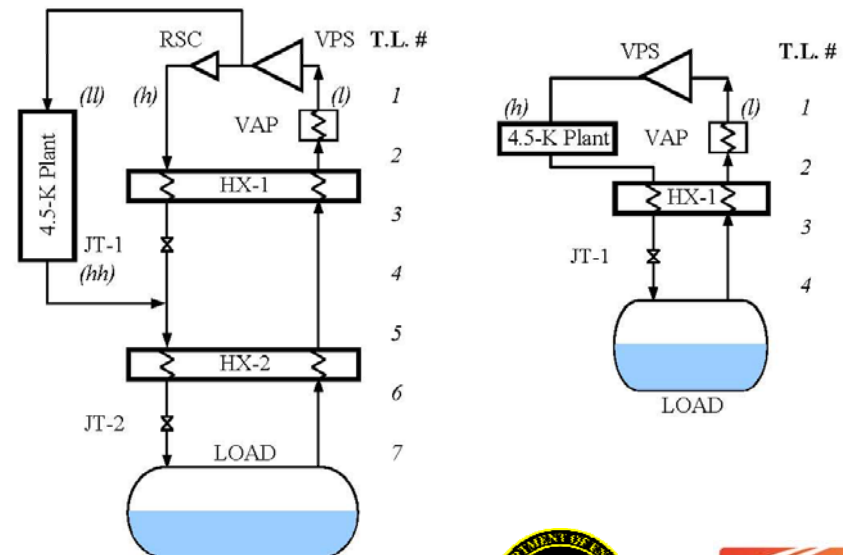 RSC VPS T.L. #
(ll) (h) (l) 1
VAP
2
HX-1
4.5-K Plant
3
JT-1
(hh) 4
5
HX-2
6
JT-2
LOAD 7
VPS T.L. #
(h) (l) 1
4.5-K Plant VAP
2
HX-1
3
JT-1
4
LOAD